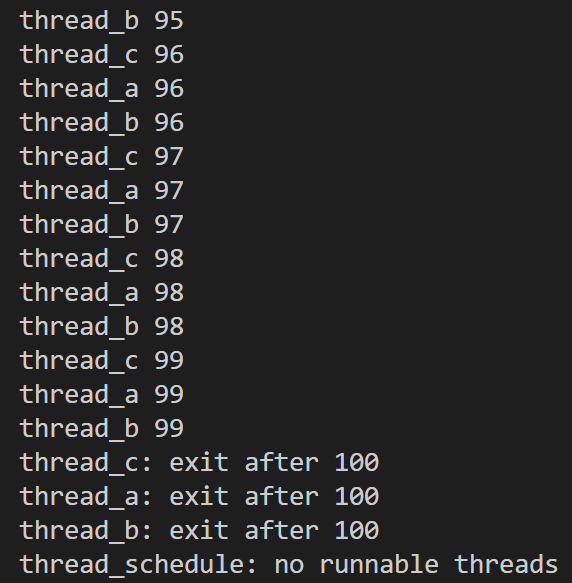 thread_b 95
thread_c 96
thread_a 96
thread_b 96
thread_c 97
thread_a 97
thread_b 97
thread_c 98
thread_a 98
thread_b 98
thread_c 99
thread_a 99
thread_b 99
thread_c: exit after 100
thread_a: exit after 100
thread_b: exit after 100
thread_schedule: no runnable threads